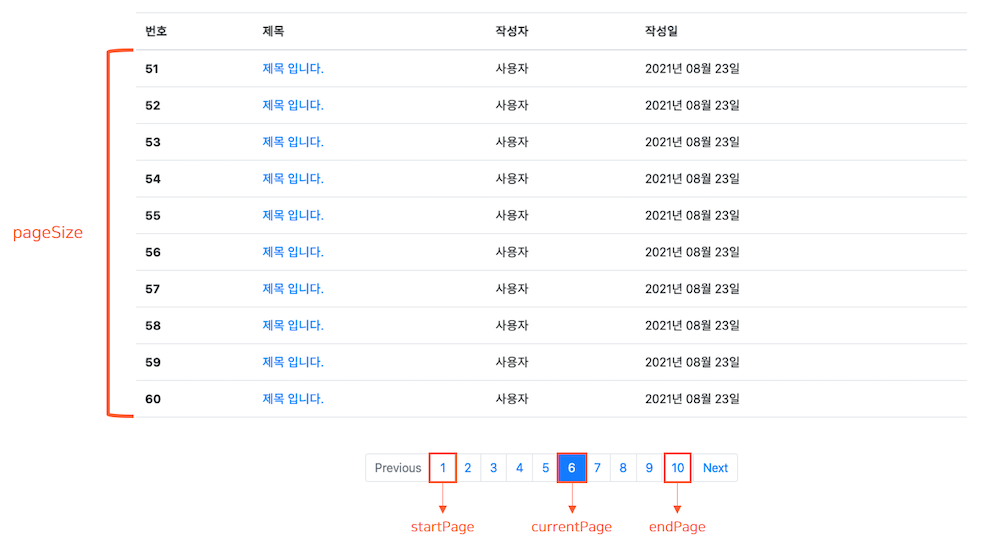 번호 제목 작성자 작성일
51 제목 입니다. 사용자 2021년 08월 23일
52 제목 입니다. 사용자 2021년 08월 23일
53 제목 입니다. 사용자 2021년 08월 23일
54 제목 입니다. 사용자 2021년 08월 23일
55 제목 입니다. 사용자 2021년 08월 23일
pageSize
56 제목 입니다. 사용자 2021년 08월 23일
57 제목 입니다. 사용자 2021년 08월 23일
58 제목 입니다. 사용자 2021년 08월 23일
59 제목 입니다. 사용자 2021년 08월 23일
60 제목 입니다. 사용자 2021년 08월 23일
Previous 1 2 3 4 5 6 7 8 9 10 Next
startPage currentPage endPage